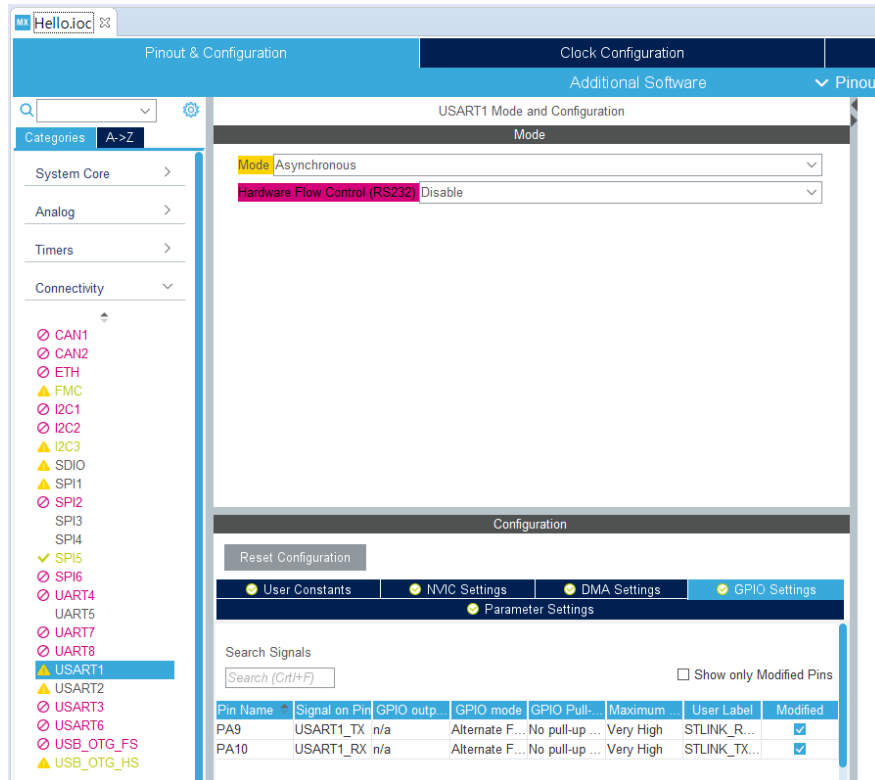 MX Hello.ioc
Pinout & Configuration
Clock Configuration
Additional Software
Pinou
Categories
A->Z
System Core
Analog
Timers
Connectivity
CAN1
CAN2
ETH
FMC
I2C1
I2C2
I2C3
SDIO
SPI1
SPI2
SPI3
SPI4
SPI5
SPI6
UART4
UART5
UART7
UART8
USART1
USART2
USART3
USART6
USB_OTG_FS
USB_OTG_HS
USART1 Mode and Configuration
Mode
Mode Asynchronous
Hardware Flow Control (RS232) Disable
Configuration
Reset Configuration
User Constants NVIC Settings DMA Settings GPIO Settings
Parameter Settings
Search Signals
Search (Crtl+F)
Show only Modified Pins
Pin Name Signal on Pin GPIO outp... GPIO mode GPIO Pull-... Maximum ... User Label Modified
PA9 USART1_TX n/a Alternate F... No pull-up ... Very High STLINK_R...
PA10 USART1_RX n/a Alternate F... No pull-up ... Very High STLINK_TX...